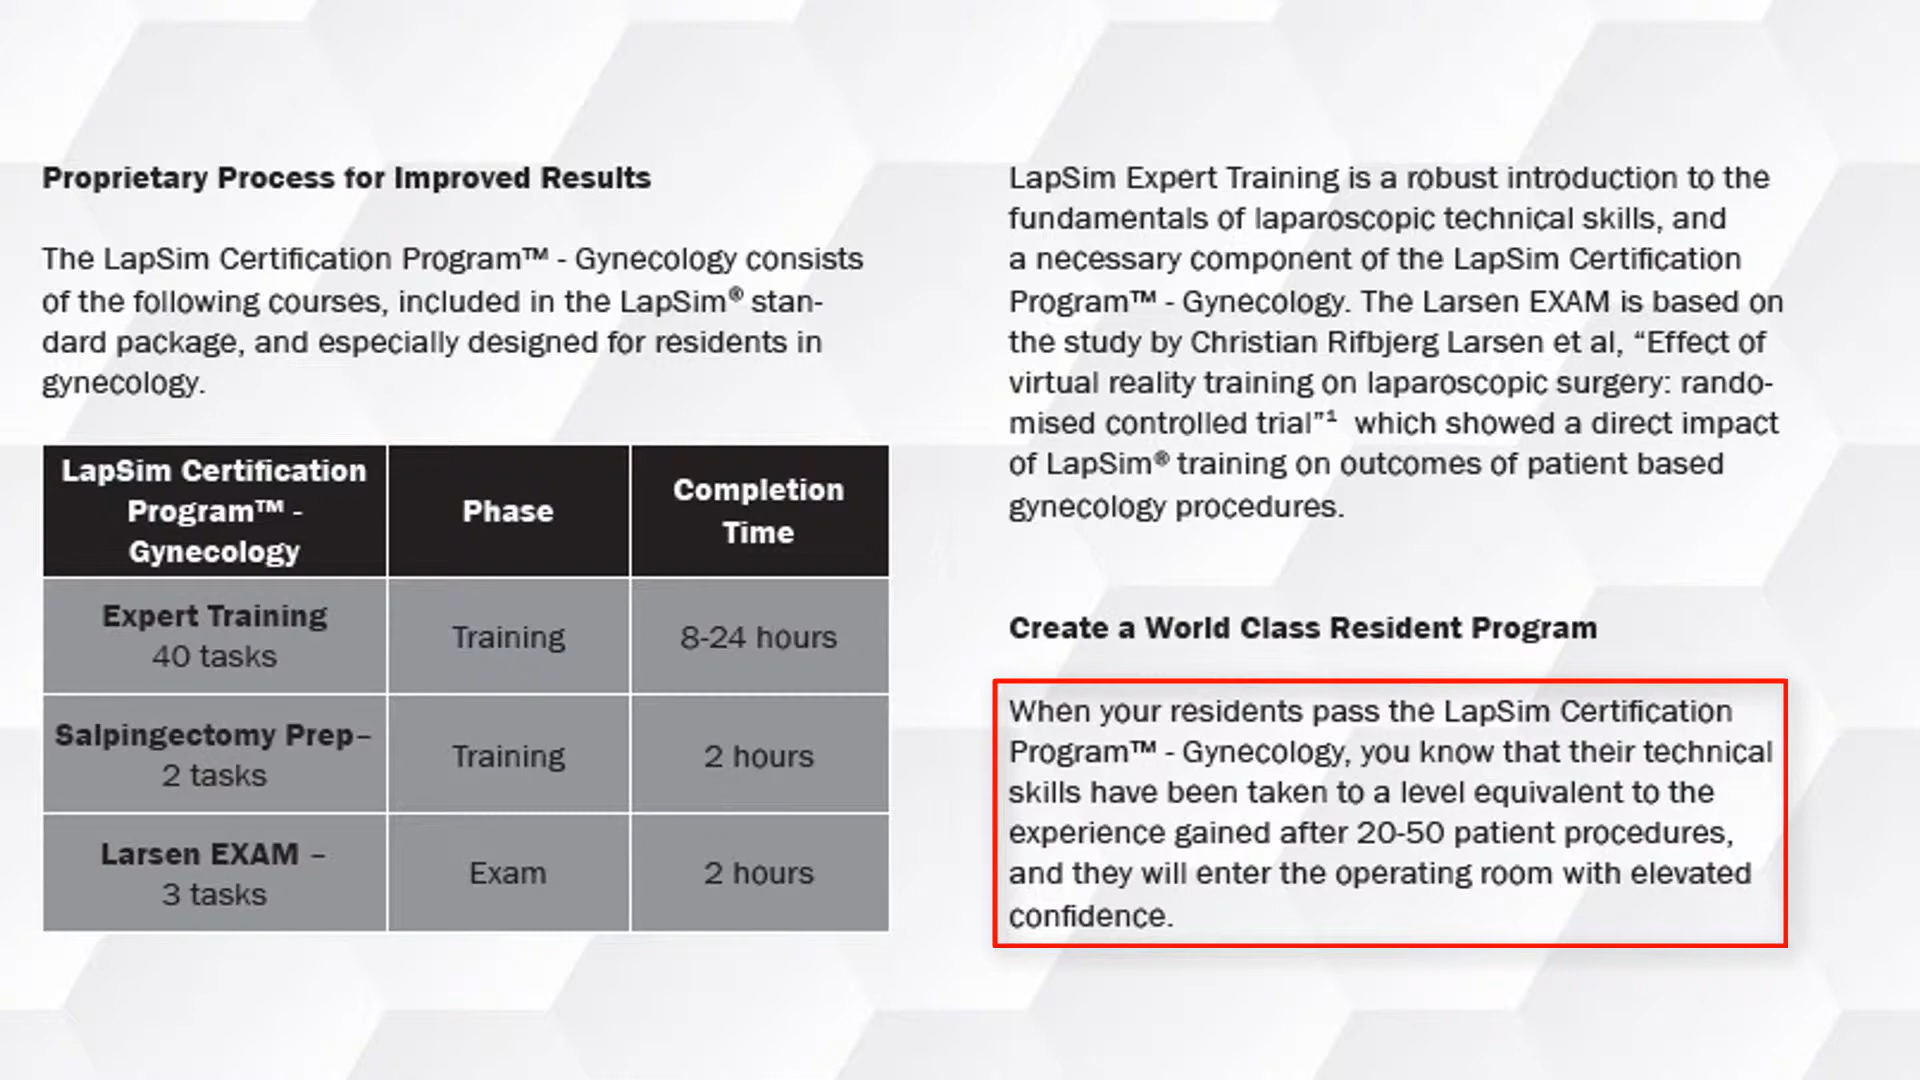 Proprietary Process for Improved Results
The LapSim Certification Program™ - Gynecology consists
of the following courses, included in the LapSim® stan-
dard package, and especially designed for residents in
gynecology.
LapSim Certification
Program™ -
Gynecology
Phase
Completion
Time
Expert Training
40 tasks
Training
8-24 hours
Salpingectomy Prep–
2 tasks
Training
2 hours
Larsen EXAM –
3 tasks
Exam
2 hours
LapSim Expert Training is a robust introduction to the
fundamentals of laparoscopic technical skills, and
a necessary component of the LapSim Certification
Program™ - Gynecology. The Larsen EXAM is based on
the study by Christian Rifbjerg Larsen et al, “Effect of
virtual reality training on laparoscopic surgery: rando-
mised controlled trial”¹ which showed a direct impact
of LapSim® training on outcomes of patient based
gynecology procedures.
Create a World Class Resident Program
When your residents pass the LapSim Certification
Program™ - Gynecology, you know that their technical
skills have been taken to a level equivalent to the
experience gained after 20-50 patient procedures,
and they will enter the operating room with elevated
confidence.